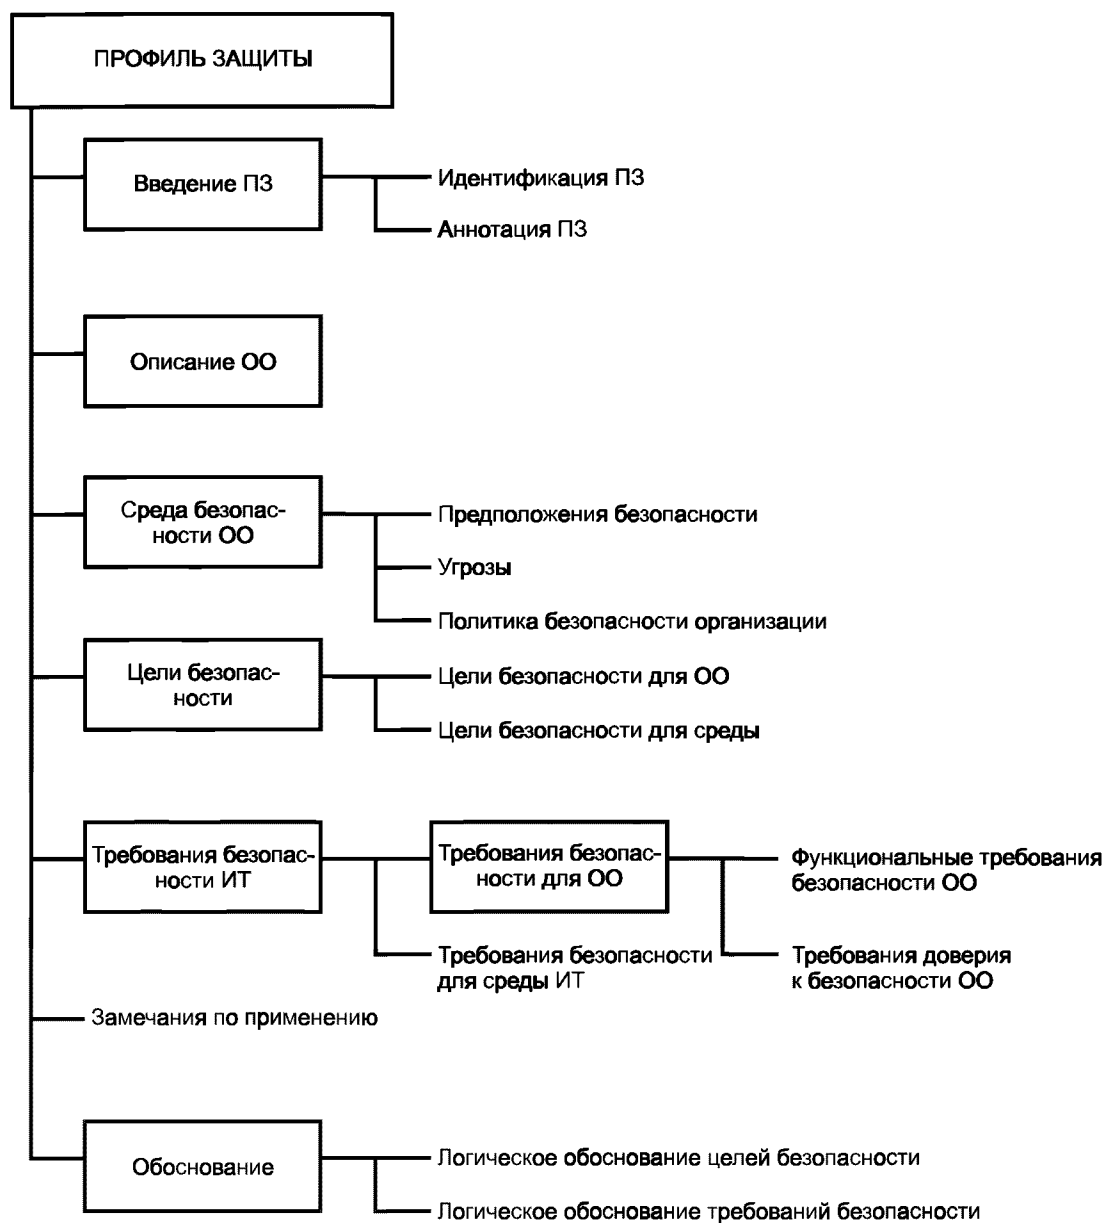 ПРОФИЛЬ ЗАЩИТЫ
Введение ПЗ
Идентификация ПЗ
Аннотация ПЗ
Описание ОО
Среда безопас-
ности ОО
Предположения безопасности
Угрозы
Политика безопасности организации
Цели безопас-
ности
Цели безопасности для ОО
Цели безопасности для среды
Требования безопас-
ности ИТ
Требования безопас-
ности для ОО
Функциональные требования
безопасности ОО
Требования безопасности
для среды ИТ
Требования доверия
к безопасности ОО
Замечания по применению
Обоснование
Логическое обоснование целей безопасности
Логическое обоснование требований безопасности